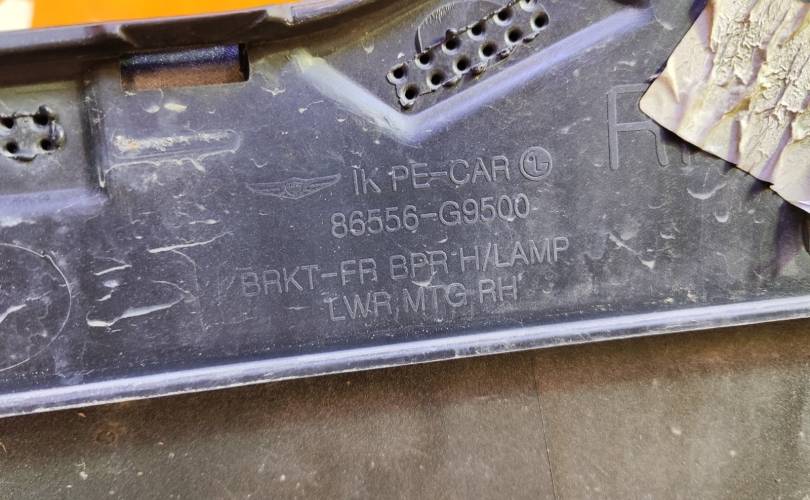 IK PE-CAR
86556-G9500
BRKT-FR BPR H/LAMP
LWR MTG RH
R